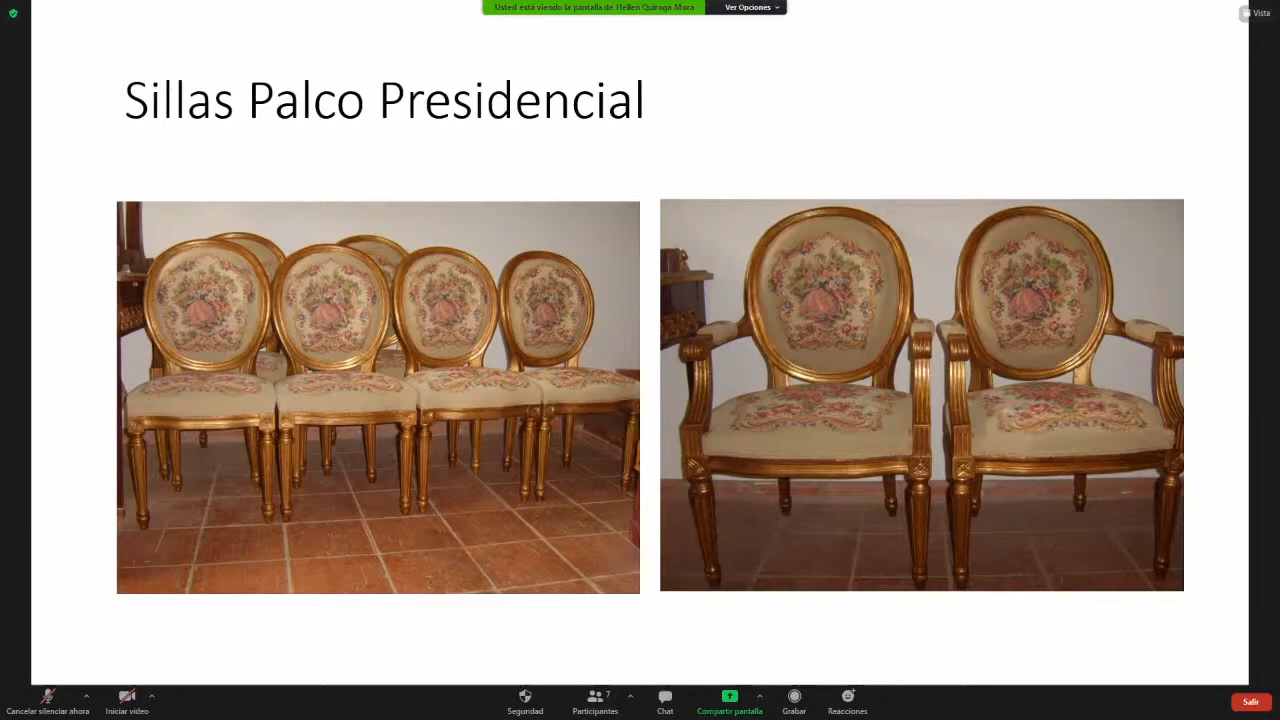 Usted está viendo la pantalla de Hellen Quiroga Mora
Ver Opciones
Vista
Sillas Palco Presidencial
Cancelar silenciar ahora
Iniciar video
Seguridad
7
Participantes
Chat
Compartir pantalla
Grabar
Reacciones
Salir